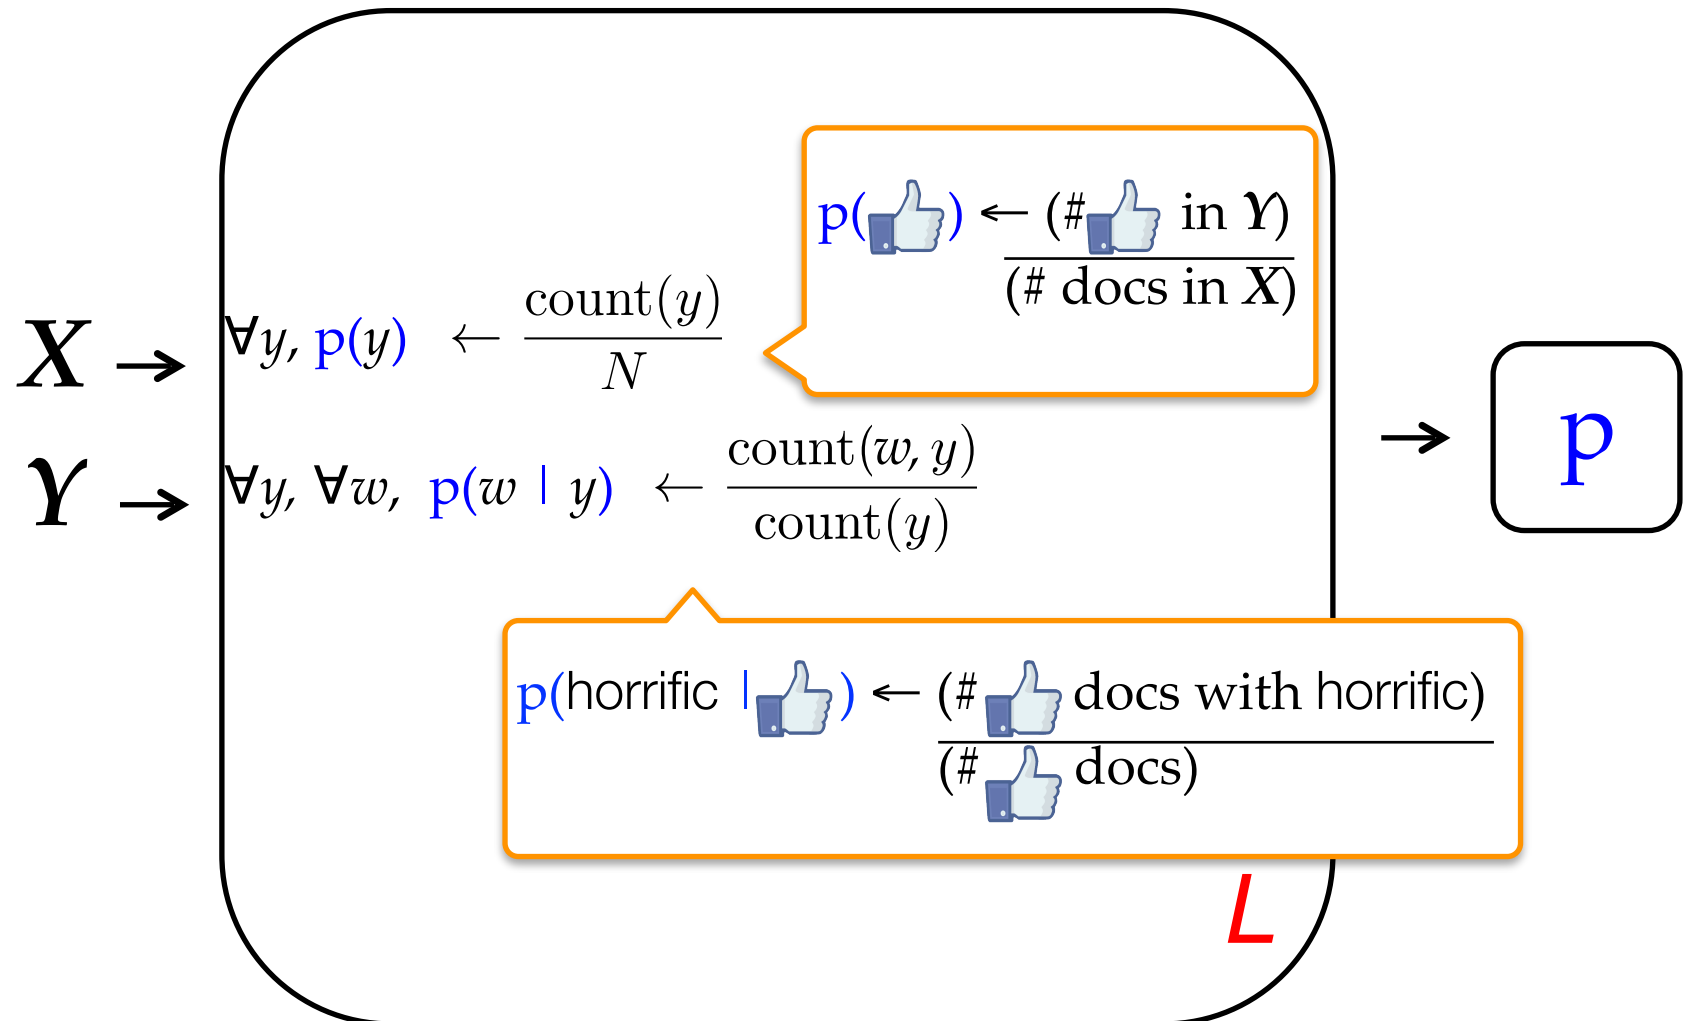 p(👍) ← (#👍 in Y)
(# docs in X)
X → ∀y, p(y) ← count(y)
N
Y → ∀y, ∀w, p(w | y) ← count(w, y)
count(y)
→ p
p(horrific |👍) ← (#👍 docs with horrific)
(#👍 docs)
L